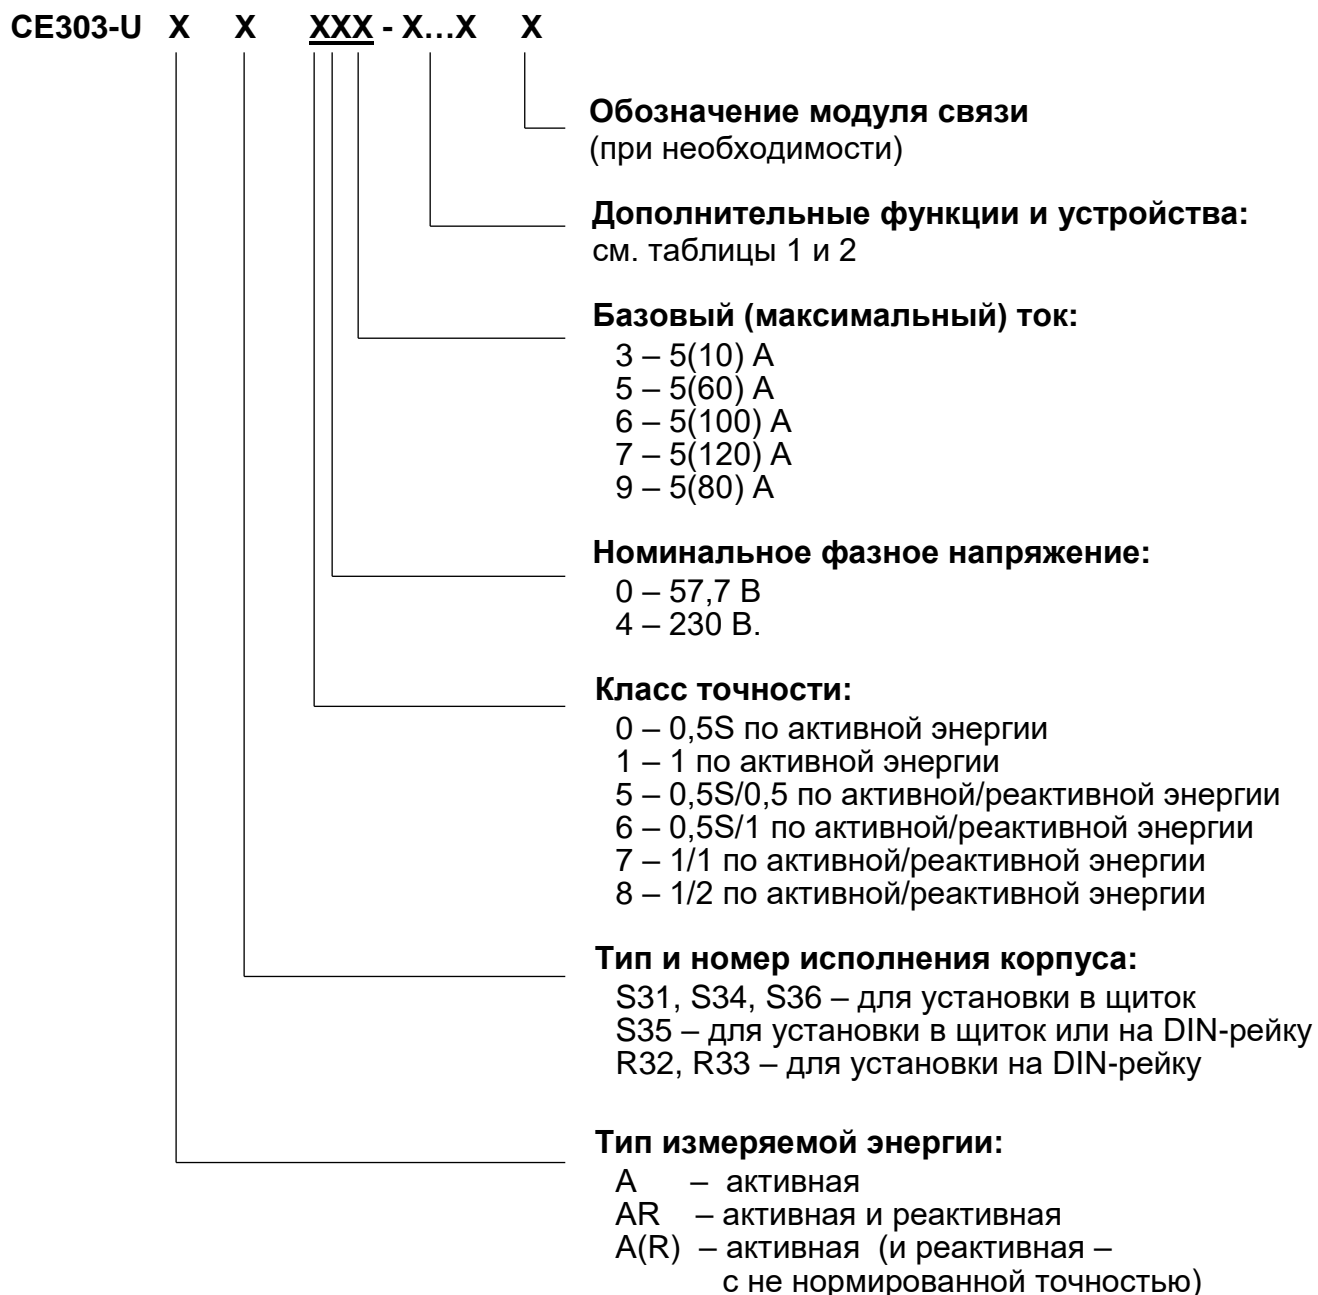 CE303-U X X XXX - X…X X
Обозначение модуля связи
(при необходимости)
Дополнительные функции и устройства:
см. таблицы 1 и 2
Базовый (максимальный) ток:
3 – 5(10) А
5 – 5(60) А
6 – 5(100) А
7 – 5(120) А
9 – 5(80) А
Номинальное фазное напряжение:
0 – 57,7 В
4 – 230 В.
Класс точности:
0 – 0,5S по активной энергии
1 – 1 по активной энергии
5 – 0,5S/0,5 по активной/реактивной энергии
6 – 0,5S/1 по активной/реактивной энергии
7 – 1/1 по активной/реактивной энергии
8 – 1/2 по активной/реактивной энергии
Тип и номер исполнения корпуса:
S31, S34, S36 – для установки в щиток
S35 – для установки в щиток или на DIN-рейку
R32, R33 – для установки на DIN-рейку
Тип измеряемой энергии:
A – активная
AR – активная и реактивная
A(R) – активная (и реактивная –
с не нормированной точностью)